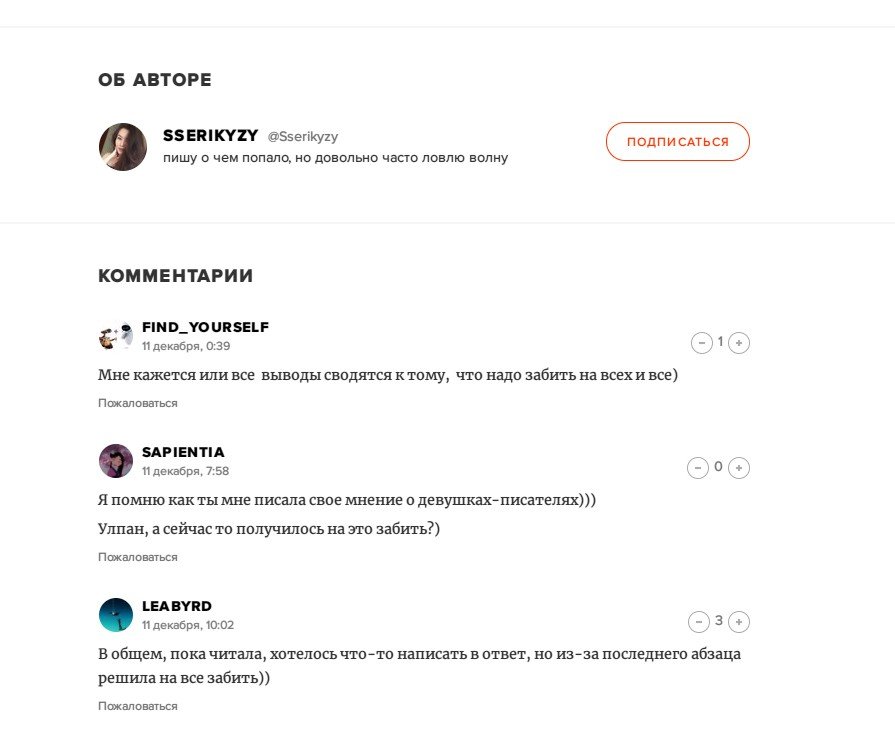 ОБ АВТОРЕ
SSERIKYZY @Sserikyzy
пишу о чем попало, но довольно часто ловлю волну
ПОДПИСАТЬСЯ
КОММЕНТАРИИ
FIND_YOURSELF
11 декабря, 0:39
− 1 +
Мне кажется или все выводы сводятся к тому, что надо забить на всех и все)
Пожаловаться
SAPIENTIA
11 декабря, 7:58
− 0 +
Я помню как ты мне писала свое мнение о девушках-писателях)))
Улпан, а сейчас то получилось на это забить?)
Пожаловаться
LEABYRD
11 декабря, 10:02
− 3 +
В общем, пока читала, хотелось что-то написать в ответ, но из-за последнего абзаца
решила на все забить))
Пожаловаться